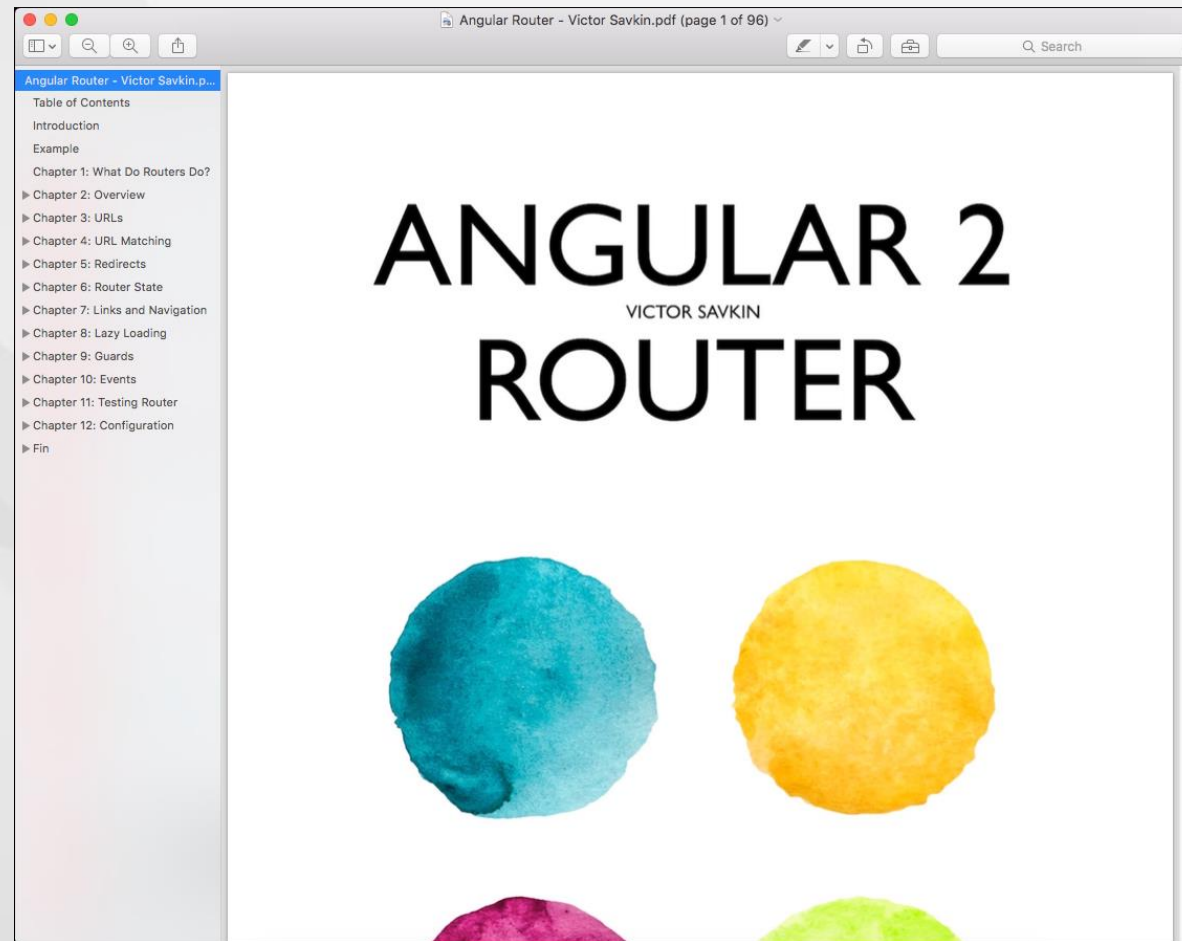 Angular Router - Victor Savkin.pdf (page 1 of 96)
Search
Angular Router - Victor Savkin.p...
Table of Contents
Introduction
Example
Chapter 1: What Do Routers Do?
Chapter 2: Overview
Chapter 3: URLs
Chapter 4: URL Matching
Chapter 5: Redirects
Chapter 6: Router State
Chapter 7: Links and Navigation
Chapter 8: Lazy Loading
Chapter 9: Guards
Chapter 10: Events
Chapter 11: Testing Router
Chapter 12: Configuration
Fin
ANGULAR 2
VICTOR SAVKIN
ROUTER